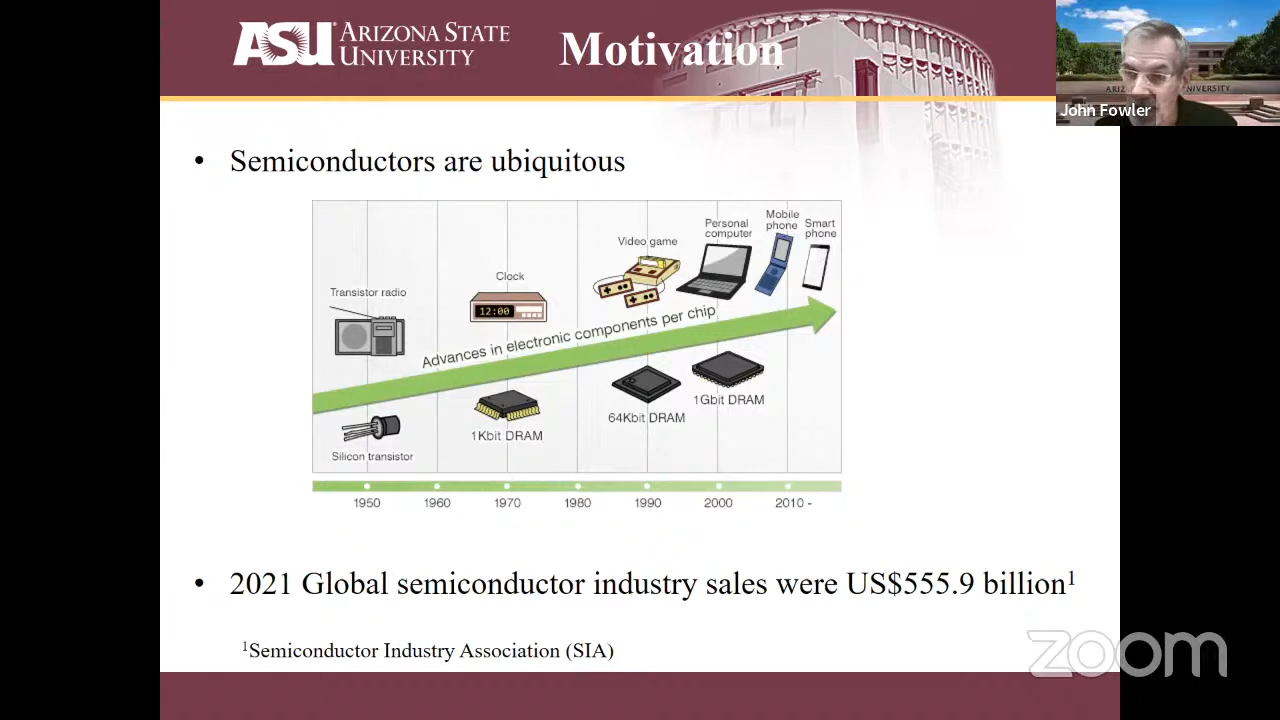 ASU ARIZONA STATE
UNIVERSITY
Motivation
ARIZ
UNIVERSITY
John Fowler
• Semiconductors are ubiquitous
Transistor radio
Clock
12:00
Video game
Personal
computer
Mobile
phone
Smart
phone
Advances in electronic components per chip
Silicon transistor
1Kbit DRAM
64Kbit DRAM
1Gbit DRAM
1950 1960 1970 1980 1990 2000 2010 -
• 2021 Global semiconductor industry sales were US$555.9 billion¹
¹Semiconductor Industry Association (SIA)
zoom